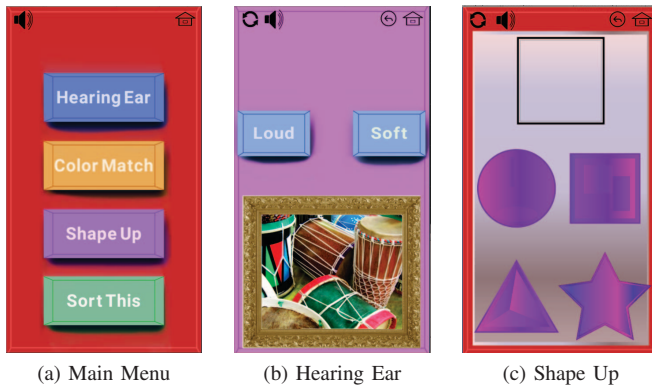 Hearing Ear
Color Match
Shape Up
Sort This
(a) Main Menu
Loud Soft
(b) Hearing Ear
(c) Shape Up